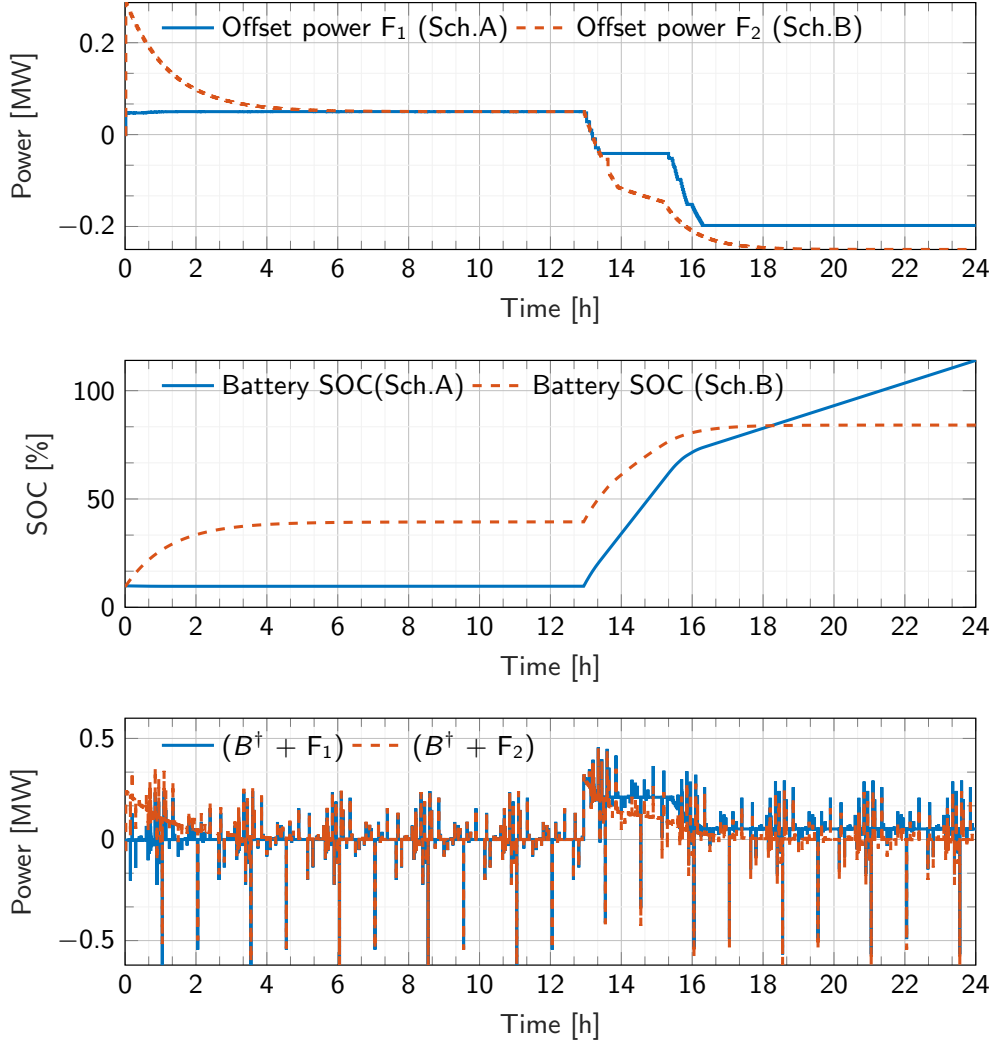 Offset power F₁ (Sch.A) Offset power F₂ (Sch.B)
0.2
0
−0.2
Power [MW]
0 2 4 6 8 10 12 14 16 18 20 22 24
Time [h]
Battery SOC(Sch.A) Battery SOC (Sch.B)
100
50
0
SOC [%]
0 2 4 6 8 10 12 14 16 18 20 22 24
Time [h]
(B† + F₁) (B† + F₂)
0.5
0
−0.5
Power [MW]
0 2 4 6 8 10 12 14 16 18 20 22 24
Time [h]